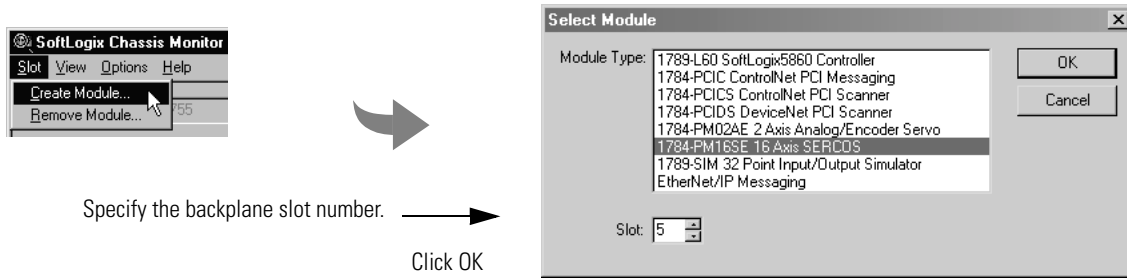 SoftLogix Chassis Monitor
Slot View Options Help
Create Module...
Remove Module...
755
Specify the backplane slot number.
Click OK
Select Module
Module Type:
1789-L60 SoftLogix5860 Controller
1784-PCIC ControlNet PCI Messaging
1784-PCICS ControlNet PCI Scanner
1784-PCIDS DeviceNet PCI Scanner
1784-PM02AE 2 Axis Analog/Encoder Servo
1784-PM16SE 16 Axis SERCOS
1789-SIM 32 Point Input/Output Simulator
EtherNet/IP Messaging
OK
Cancel
Slot: 5